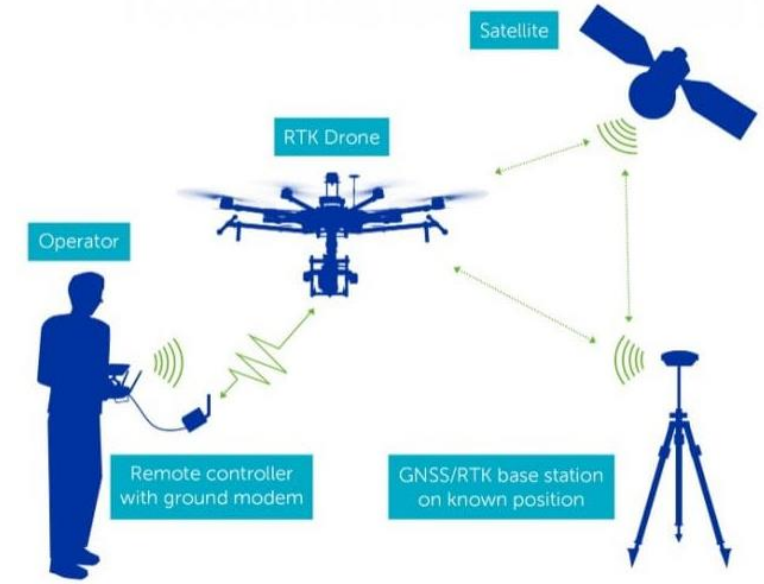 Satellite
RTK Drone
Operator
Remote controller
with ground modem
GNSS/RTK base station
on known position